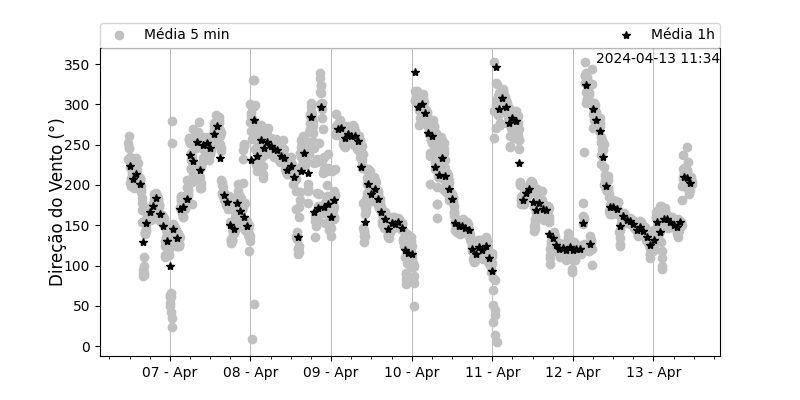 Média 5 min
Média 1h
2024-04-13 11:34
Direção do Vento (°)
350
300
250
200
150
100
50
0
07 - Apr
08 - Apr
09 - Apr
10 - Apr
11 - Apr
12 - Apr
13 - Apr